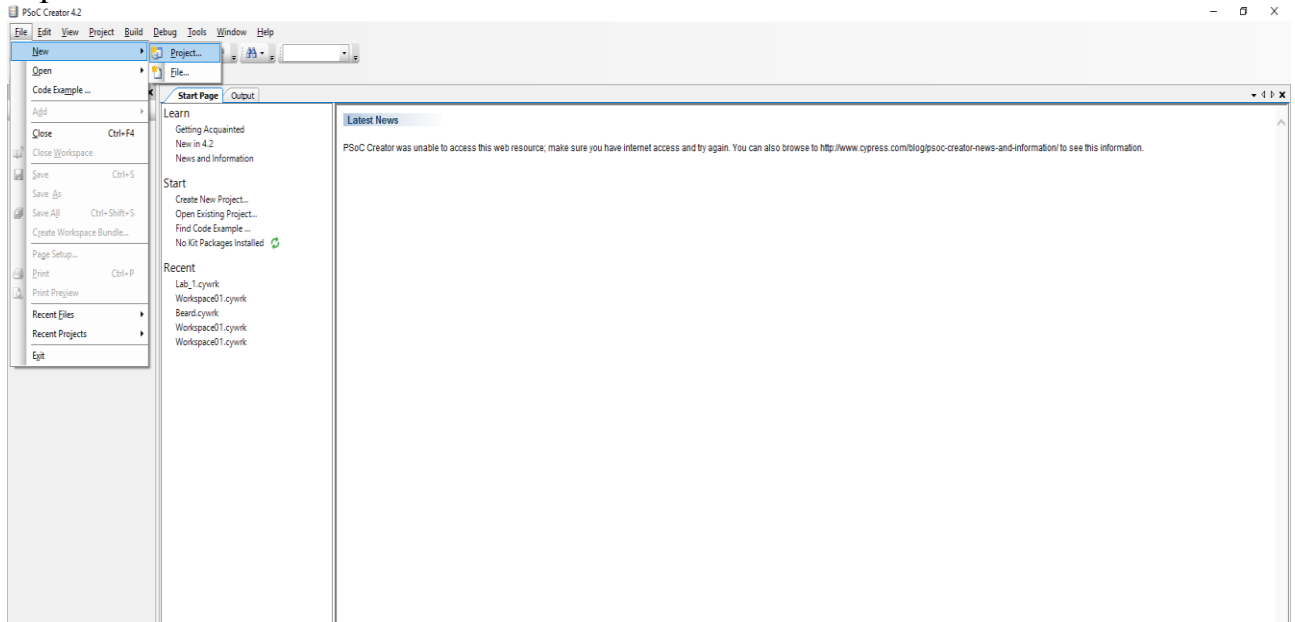 PSoC Creator 4.2
File Edit View Project Build Debug Tools Window Help
New
Project...
File...
Open
Code Example ...
Add
Close Ctrl+F4
Close Workspace
Save Ctrl+S
Save As
Save All Ctrl+Shift+S
Create Workspace Bundle...
Page Setup...
Print Ctrl+P
Print Preview
Recent Files
Recent Projects
Exit
Start Page Output
Learn
Getting Acquainted
New in 4.2
News and Information
Start
Create New Project...
Open Existing Project...
Find Code Example ...
No Kit Packages Installed
Recent
Lab_1.cywrk
Workspace01.cywrk
Beard.cywrk
Workspace01.cywrk
Workspace01.cywrk
Latest News
PSoC Creator was unable to access this web resource; make sure you have internet access and try again. You can also browse to http://www.cypress.com/blog/psoc-creator-news-and-information/ to see this information.